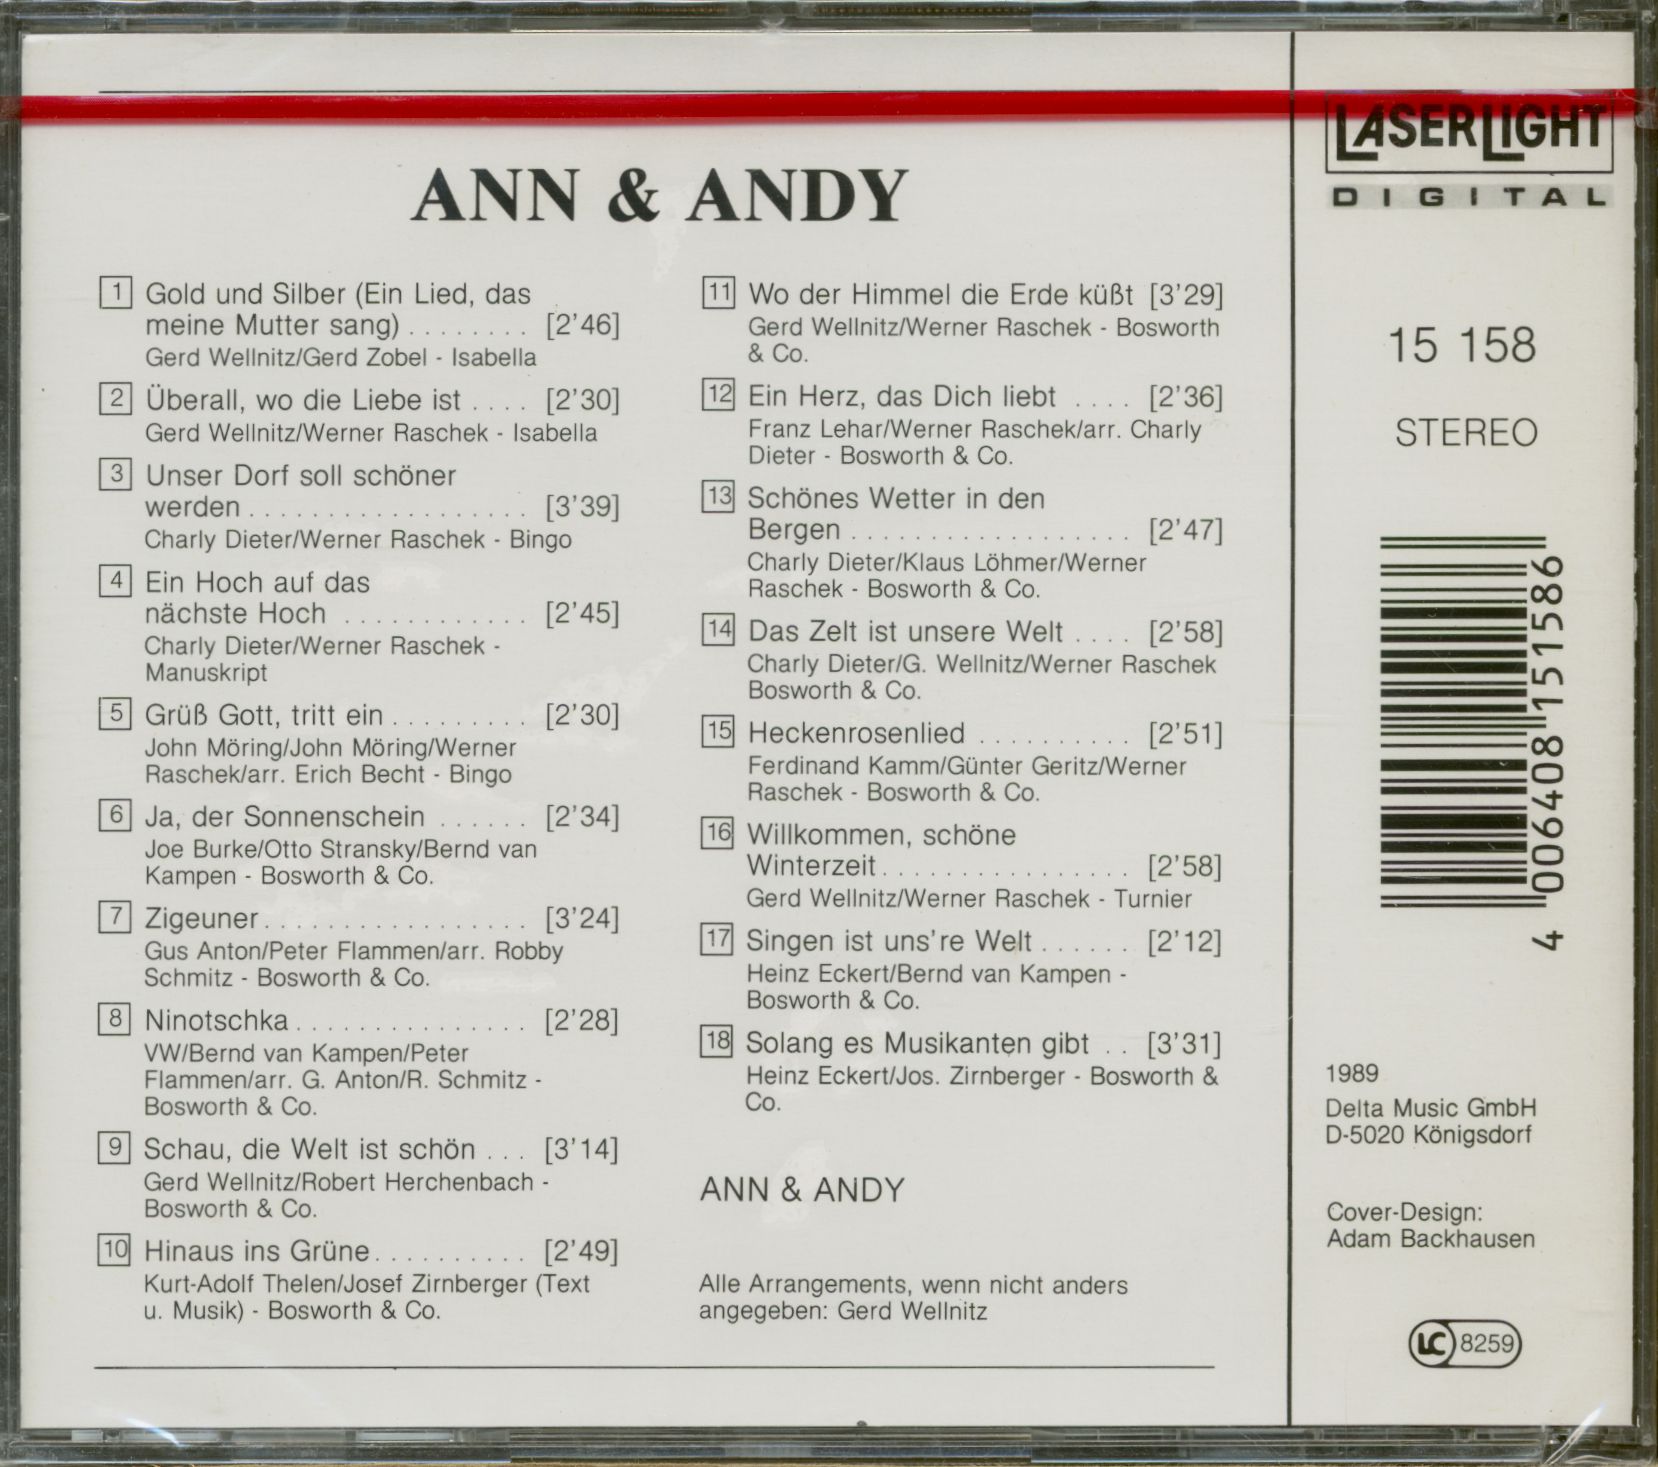 LASERLIGHT
DIGITAL
ANN & ANDY
1 Gold und Silber (Ein Lied, das
meine Mutter sang) ........ [2'46]
Gerd Wellnitz/Gerd Zobel - Isabella
2 Überall, wo die Liebe ist .... [2'30]
Gerd Wellnitz/Werner Raschek - Isabella
3 Unser Dorf soll schöner
werden .................. [3'39]
Charly Dieter/Werner Raschek - Bingo
4 Ein Hoch auf das
nächste Hoch ............ [2'45]
Charly Dieter/Werner Raschek -
Manuskript
5 Grüß Gott, tritt ein ......... [2'30]
John Möring/John Möring/Werner
Raschek/arr. Erich Becht - Bingo
6 Ja, der Sonnenschein ...... [2'34]
Joe Burke/Otto Stransky/Bernd van
Kampen - Bosworth & Co.
7 Zigeuner ................. [3'24]
Gus Anton/Peter Flammen/arr. Robby
Schmitz - Bosworth & Co.
8 Ninotschka ............... [2'28]
VW/Bernd van Kampen/Peter
Flammen/arr. G. Anton/R. Schmitz -
Bosworth & Co.
9 Schau, die Welt ist schön ... [3'14]
Gerd Wellnitz/Robert Herchenbach -
Bosworth & Co.
10 Hinaus ins Grüne .......... [2'49]
Kurt-Adolf Thelen/Josef Zirnberger (Text
u. Musik) - Bosworth & Co.
11 Wo der Himmel die Erde küßt [3'29]
Gerd Wellnitz/Werner Raschek - Bosworth
& Co.
12 Ein Herz, das Dich liebt .... [2'36]
Franz Lehar/Werner Raschek/arr. Charly
Dieter - Bosworth & Co.
13 Schönes Wetter in den
Bergen .................. [2'47]
Charly Dieter/Klaus Löhmer/Werner
Raschek - Bosworth & Co.
14 Das Zelt ist unsere Welt .... [2'58]
Charly Dieter/G. Wellnitz/Werner Raschek
Bosworth & Co.
15 Heckenrosenlied .......... [2'51]
Ferdinand Kamm/Günter Geritz/Werner
Raschek - Bosworth & Co.
16 Willkommen, schöne
Winterzeit ................ [2'58]
Gerd Wellnitz/Werner Raschek - Turnier
17 Singen ist uns're Welt ...... [2'12]
Heinz Eckert/Bernd van Kampen -
Bosworth & Co.
18 Solang es Musikanten gibt .. [3'31]
Heinz Eckert/Jos. Zirnberger - Bosworth &
Co.
ANN & ANDY
Alle Arrangements, wenn nicht anders
angegeben: Gerd Wellnitz
15 158
STEREO
4 006408 151586
1989
Delta Music GmbH
D-5020 Königsdorf
Cover-Design:
Adam Backhausen
LC 8259